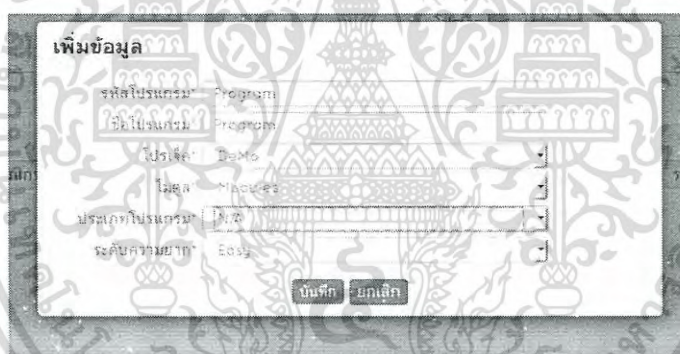 เพิ่มข้อมูล
รหัสโปรแกรม* Program
ชื่อโปรแกรม* Program
โปรเจ็ค* DeMo
โมดูล* Modules
ประเภทโปรแกรม*
ระดับความยาก* Easy
บันทึก ยกเลิก